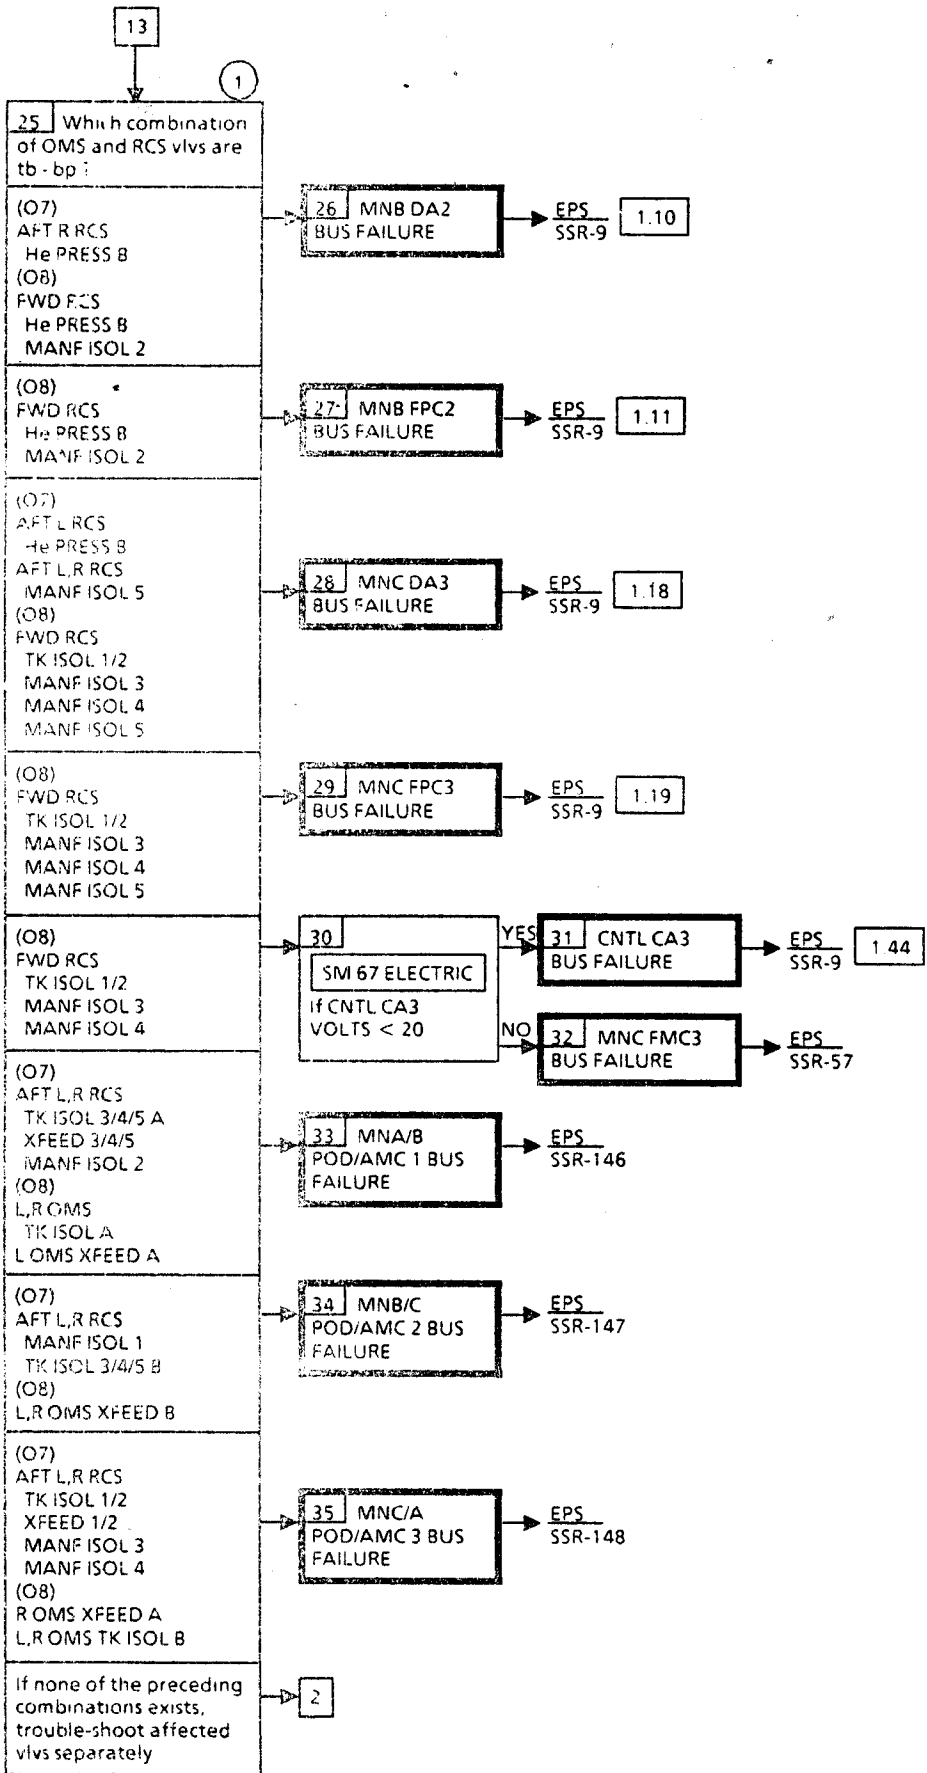 13
1
25 Which combination
of OMS and RCS vlvs are
tb - bp ?
(O7)
AFT R RCS
He PRESS B
(O8)
FWD RCS
He PRESS B
MANF ISOL 2
26 MNB DA2
BUS FAILURE
EPS
SSR-9
1.10
(O8)
FWD RCS
He PRESS B
MANF ISOL 2
27 MNB FPC2
BUS FAILURE
EPS
SSR-9
1.11
(O7)
AFT L RCS
He PRESS B
AFT L,R RCS
MANF ISOL 5
(O8)
FWD RCS
TK ISOL 1/2
MANF ISOL 3
MANF ISOL 4
MANF ISOL 5
28 MNC DA3
BUS FAILURE
EPS
SSR-9
1.18
(O8)
FWD RCS
TK ISOL 1/2
MANF ISOL 3
MANF ISOL 4
MANF ISOL 5
29 MNC FPC3
BUS FAILURE
EPS
SSR-9
1.19
(O8)
FWD RCS
TK ISOL 1/2
MANF ISOL 3
MANF ISOL 4
30
SM 67 ELECTRIC
If CNTL CA3
VOLTS < 20
YES
31 CNTL CA3
BUS FAILURE
EPS
SSR-9
1.44
NO
32 MNC FMC3
BUS FAILURE
EPS
SSR-57
(O7)
AFT L,R RCS
TK ISOL 3/4/5 A
XFEED 3/4/5
MANF ISOL 2
(O8)
L,R OMS
TK ISOL A
L OMS XFEED A
33 MNA/B
POD/AMC 1 BUS
FAILURE
EPS
SSR-146
(O7)
AFT L,R RCS
MANF ISOL 1
TK ISOL 3/4/5 B
(O8)
L,R OMS XFEED B
34 MNB/C
POD/AMC 2 BUS
FAILURE
EPS
SSR-147
(O7)
AFT L,R RCS
TK ISOL 1/2
XFEED 1/2
MANF ISOL 3
MANF ISOL 4
(O8)
R OMS XFEED A
L,R OMS TK ISOL B
35 MNC/A
POD/AMC 3 BUS
FAILURE
EPS
SSR-148
If none of the preceding
combinations exists,
trouble-shoot affected
vlvs separately
2